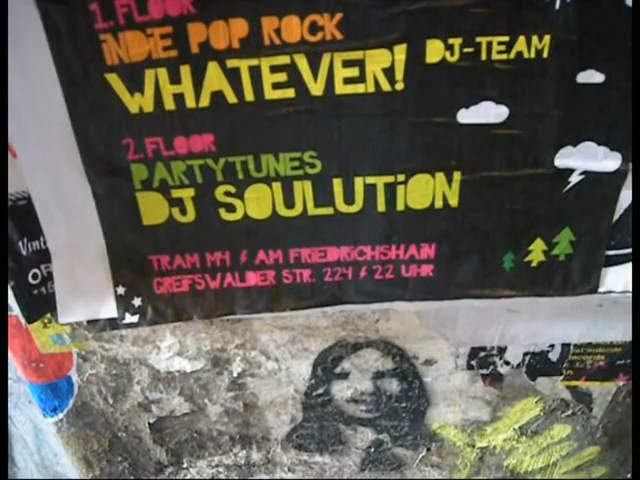 1. FLOOR
iNDiE POP ROCK
WHATEVER! DJ-TEAM
2. FLOOR
PARTYTUNES
DJ SOULUTiON
TRAM M4 / AM FRiEDRiCHSHAiN
GREiFSWALDER STR. 224 / 22 UHR